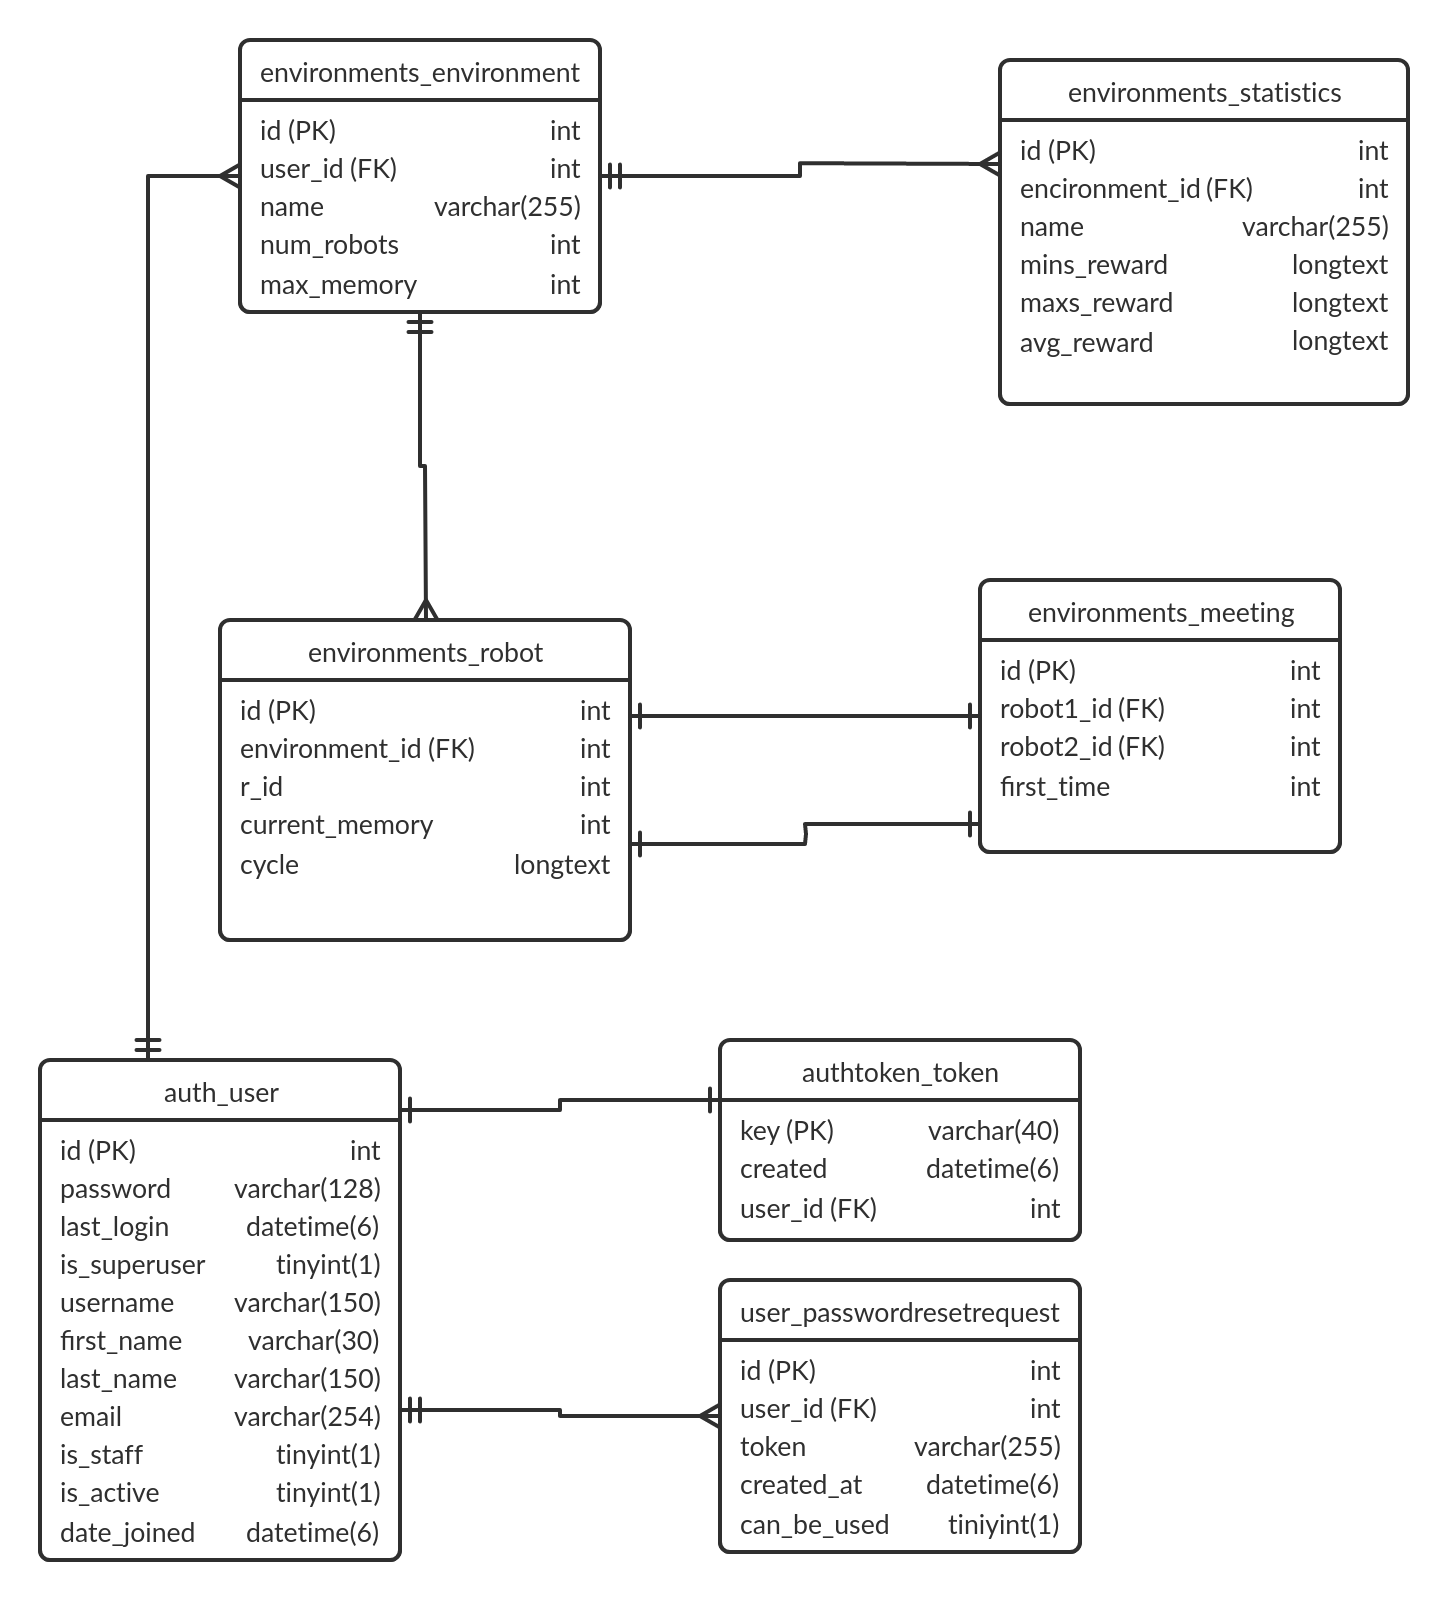 environments_environment
id (PK) int
user_id (FK) int
name varchar(255)
num_robots int
max_memory int
environments_statistics
id (PK) int
encironment_id (FK) int
name varchar(255)
mins_reward longtext
maxs_reward longtext
avg_reward longtext
environments_robot
id (PK) int
environment_id (FK) int
r_id int
current_memory int
cycle longtext
environments_meeting
id (PK) int
robot1_id (FK) int
robot2_id (FK) int
first_time int
auth_user
id (PK) int
password varchar(128)
last_login datetime(6)
is_superuser tinyint(1)
username varchar(150)
first_name varchar(30)
last_name varchar(150)
email varchar(254)
is_staff tinyint(1)
is_active tinyint(1)
date_joined datetime(6)
authtoken_token
key (PK) varchar(40)
created datetime(6)
user_id (FK) int
user_passwordresetrequest
id (PK) int
user_id (FK) int
token varchar(255)
created_at datetime(6)
can_be_used tiniyint(1)